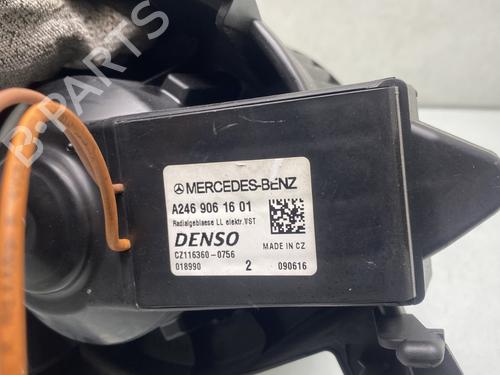 B-PARTS
MERCEDES-BENZ
A246 906 16 01
Radialgeblaese LL elektr.VST
DENSO
MADE IN CZ
CZ116360-0756
018990 2 090616